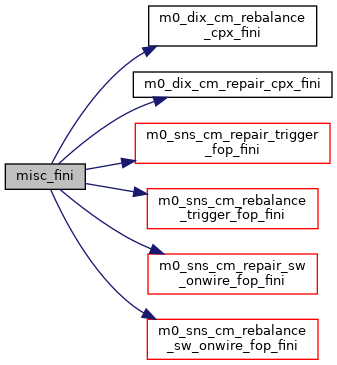 m0_dix_cm_rebalance
_cpx_fini
m0_dix_cm_repair_cpx_fini
m0_sns_cm_repair_trigger
_fop_fini
misc_fini
m0_sns_cm_rebalance
_trigger_fop_fini
m0_sns_cm_repair_sw
_onwire_fop_fini
m0_sns_cm_rebalance
_sw_onwire_fop_fini